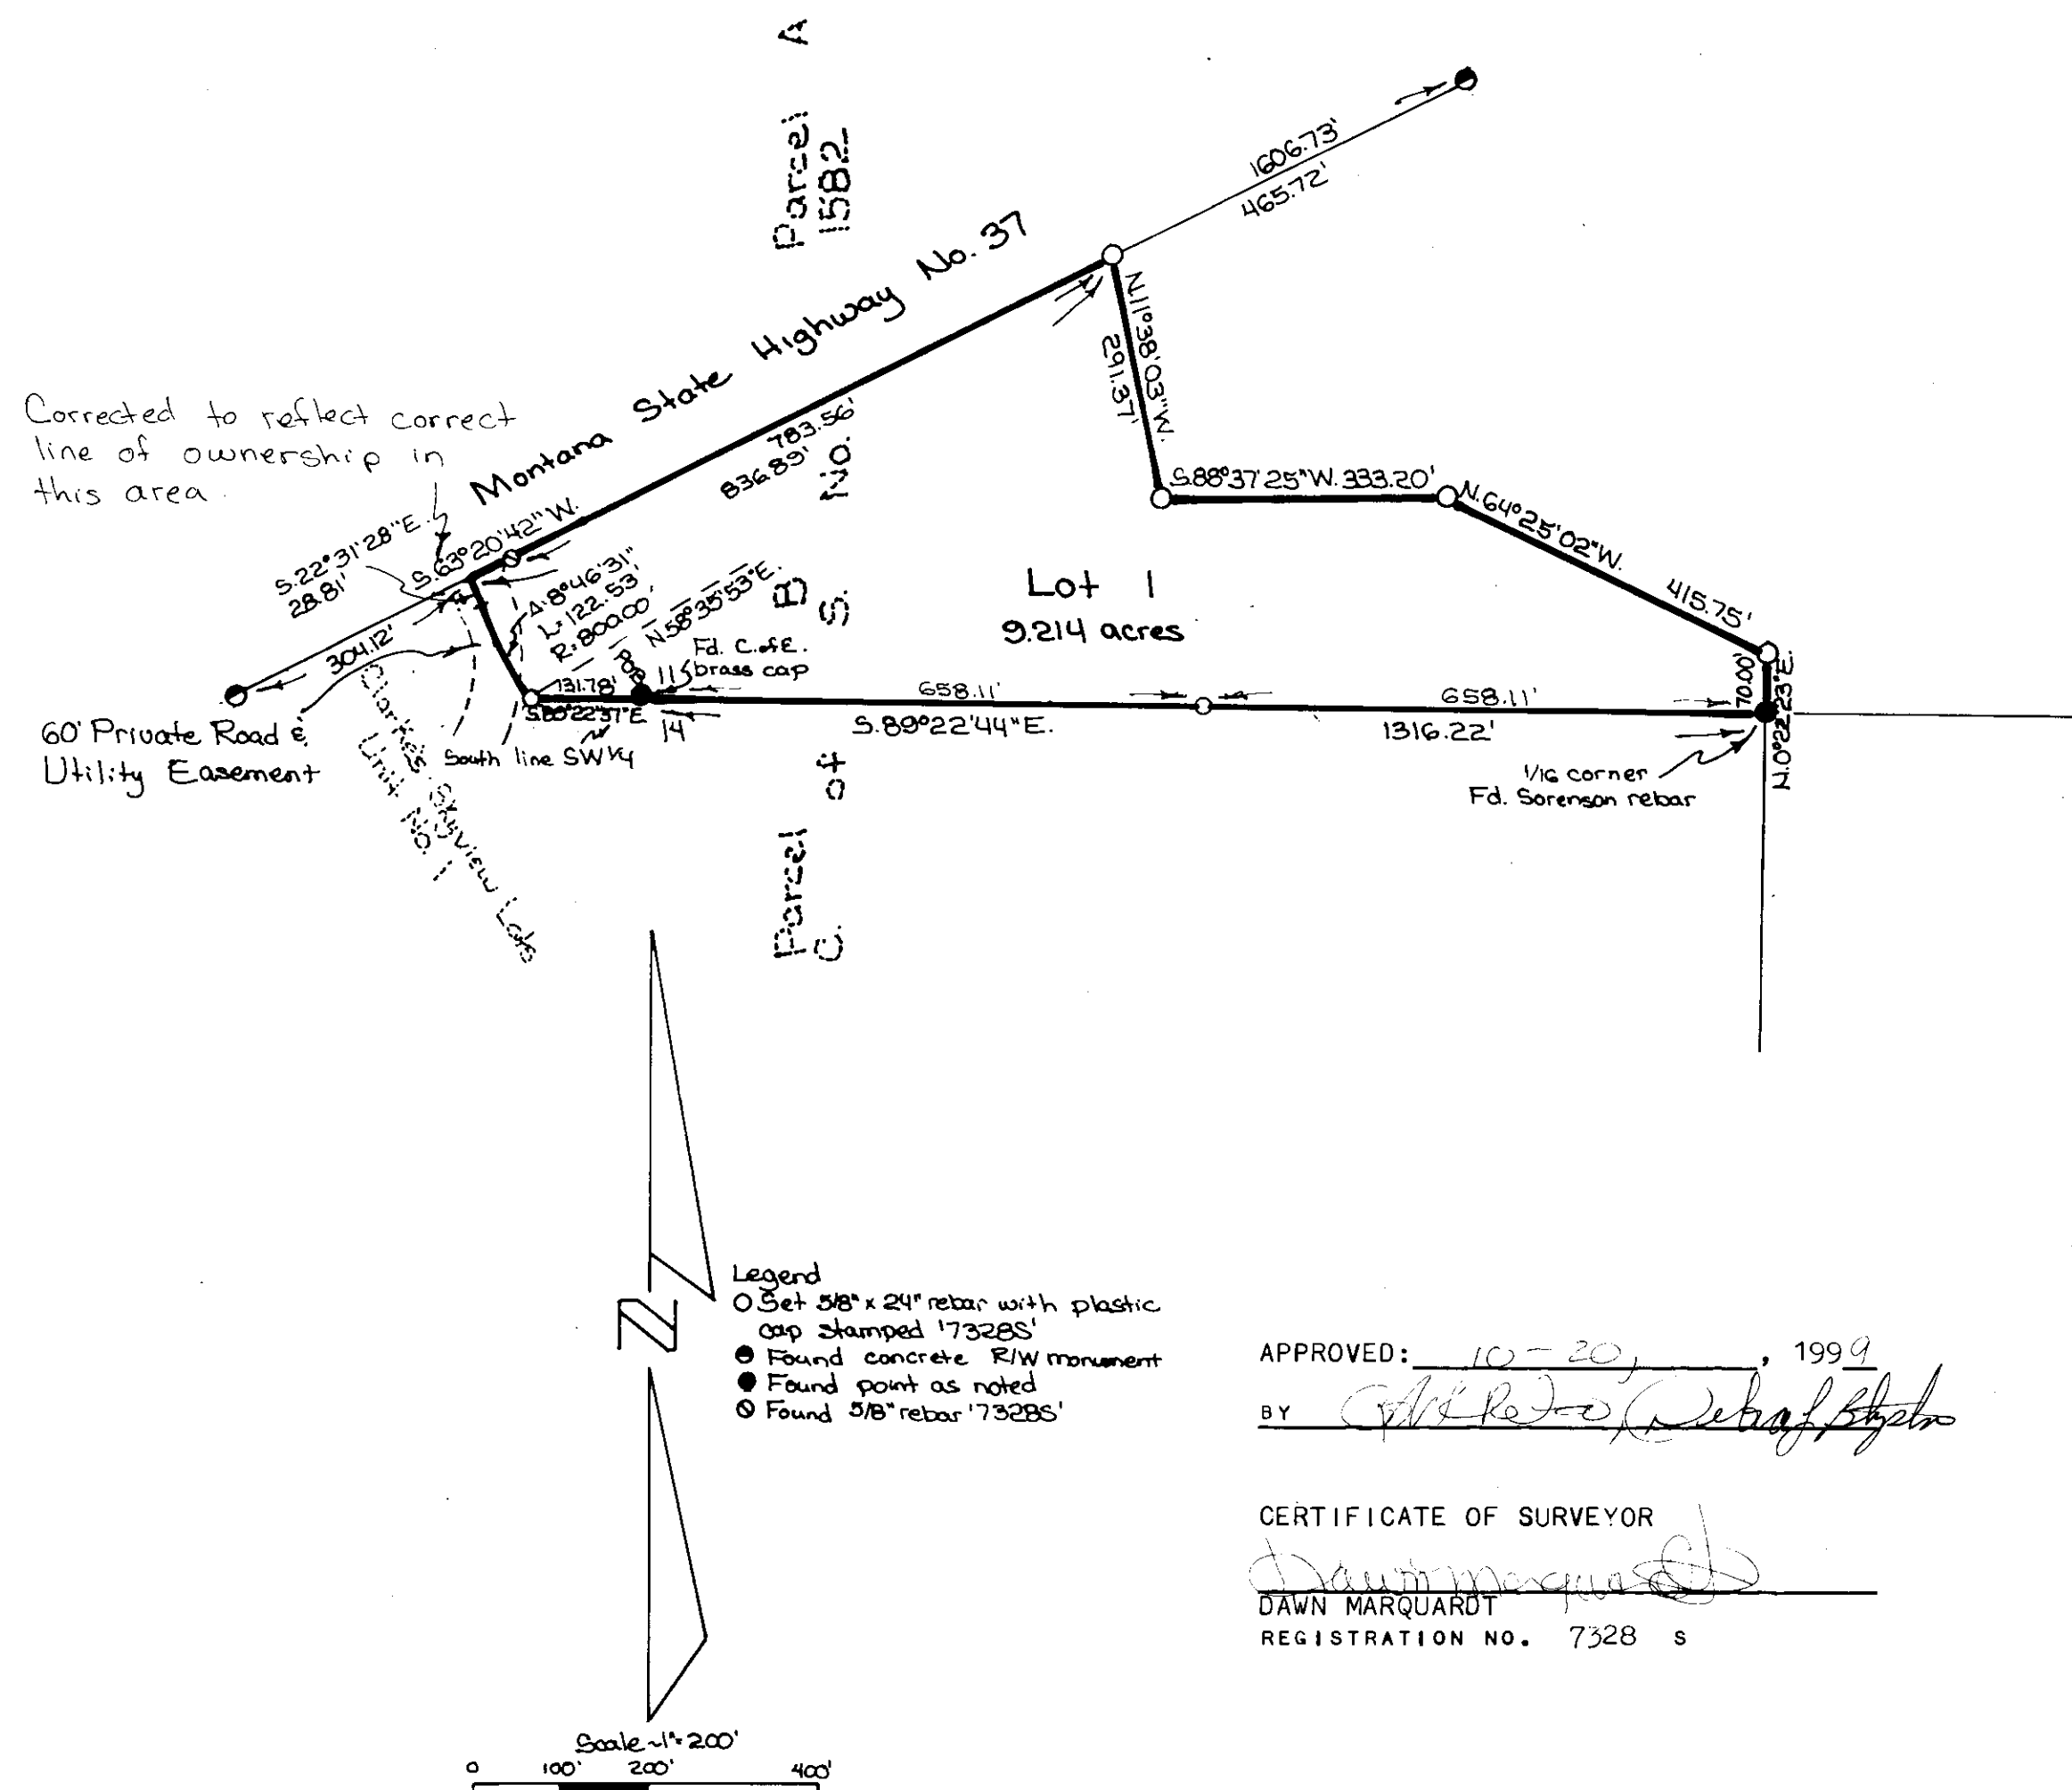 Parcel A
1582
1606.73'
465.72'
Montana State Highway No. 37
N11°38'03"W.
291.37'
Corrected to reflect correct
line of ownership in
this area.
783.56'
836.89'
No.
S.88°37'25"W. 333.20'
N.64°25'02"W.
415.75'
S.22°31'28"E.
28.81'
S.63°20'42"W.
Δ=8°46'31"
L=122.53'
R=800.00'
N58°35'53"E.
B
S.
Lot 1
9.214 acres
304.12'
POB
Fd. C. of E.
brass cap
11
131.78'
14
658.11'
658.11'
S.89°22'44"E.
1316.22'
70.00'
N.0°22'23"E.
60' Private Road &
Utility Easement
South line SW¼
1/16 corner
Fd. Sorenson rebar
Clark's Skyview Lots
Unit No. 1
Parcel
C. of
N
Legend
Set 5/8" x 24" rebar with plastic
cap stamped '7328S'
Found concrete R/W monument
Found point as noted
Found 5/8" rebar '7328S'
APPROVED: 10-20, , 1999
BY
CERTIFICATE OF SURVEYOR
Dawn Marquardt
DAWN MARQUARDT
REGISTRATION NO. 7328 S
Scale~1"=200'
0 100' 200' 400'